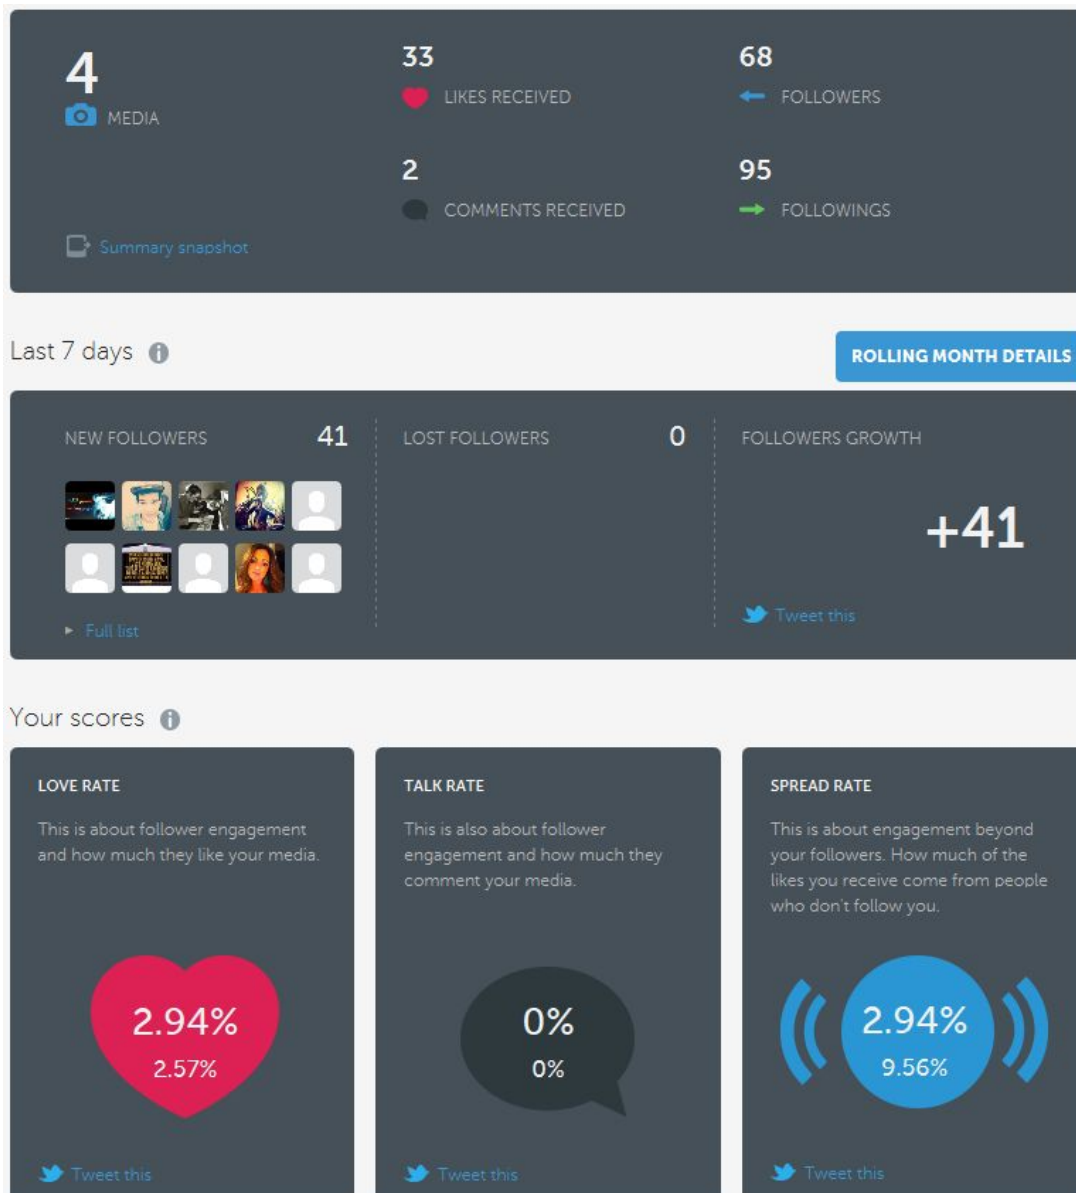 4
MEDIA
Summary snapshot
33
LIKES RECEIVED
2
COMMENTS RECEIVED
68
FOLLOWERS
95
FOLLOWINGS
Last 7 days
ROLLING MONTH DETAILS
NEW FOLLOWERS 41
Full list
LOST FOLLOWERS 0
FOLLOWERS GROWTH
+41
Tweet this
Your scores
LOVE RATE
This is about follower engagement
and how much they like your media.
2.94%
2.57%
Tweet this
TALK RATE
This is also about follower
engagement and how much they
comment your media.
0%
0%
Tweet this
SPREAD RATE
This is about engagement beyond
your followers. How much of the
likes you receive come from people
who don't follow you.
2.94%
9.56%
Tweet this